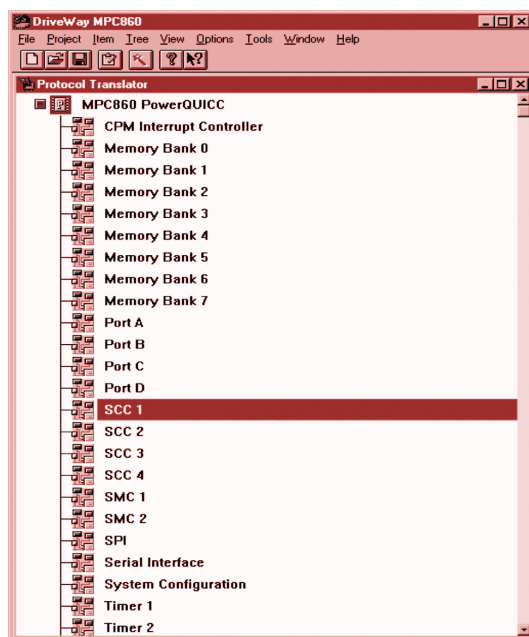 DriveWay MPC860
File Project Item Tree View Options Tools Window Help
Protocol Translator
MPC860 PowerQUICC
CPM Interrupt Controller
Memory Bank 0
Memory Bank 1
Memory Bank 2
Memory Bank 3
Memory Bank 4
Memory Bank 5
Memory Bank 6
Memory Bank 7
Port A
Port B
Port C
Port D
SCC 1
SCC 2
SCC 3
SCC 4
SMC 1
SMC 2
SPI
Serial Interface
System Configuration
Timer 1
Timer 2